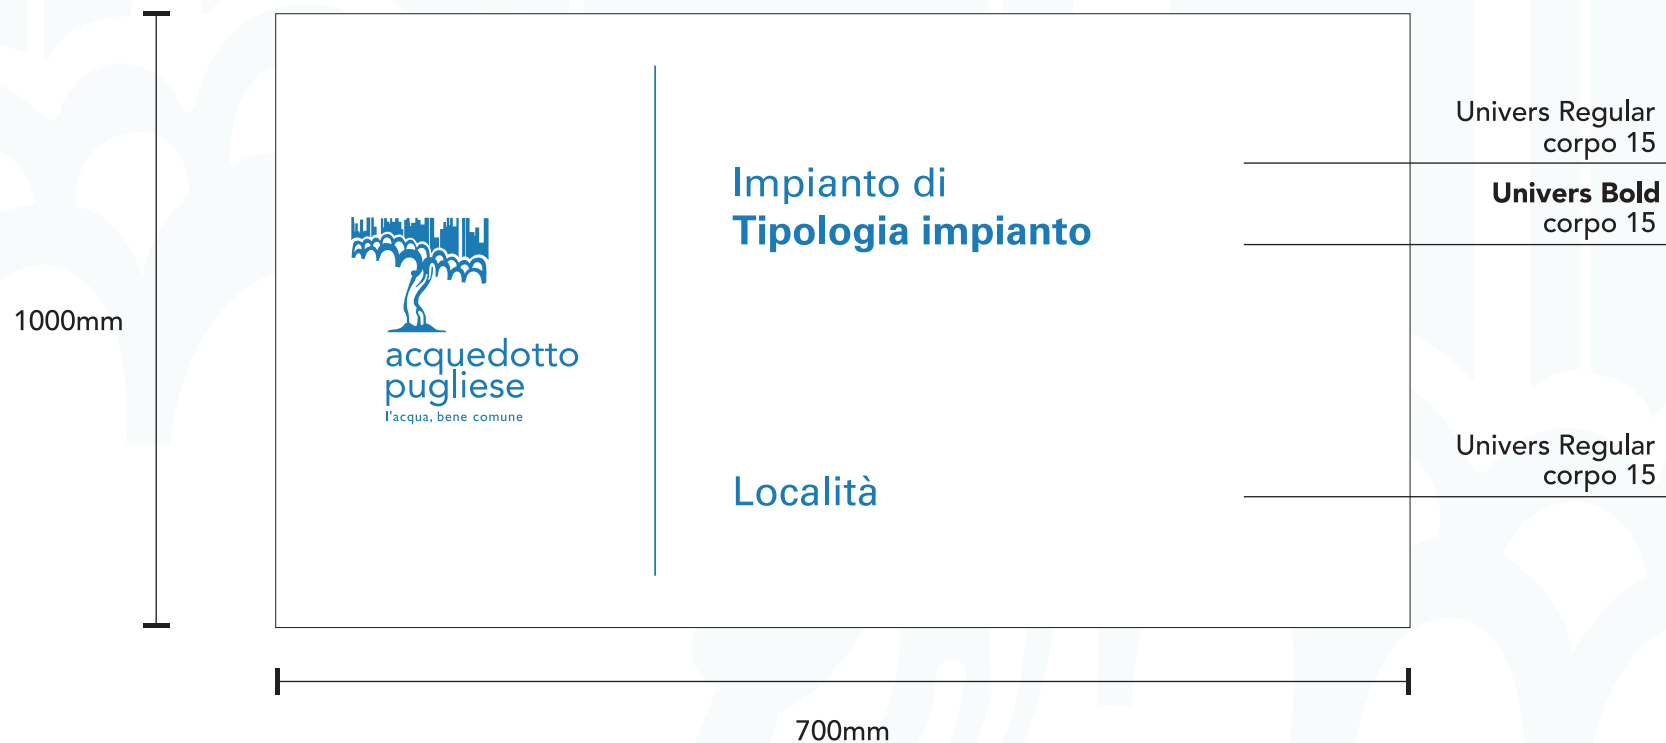 Univers Regular
corpo 15
Impianto di
Univers Bold
Tipologia impianto
corpo 15
1000mm
acquedotto
pugliese
l'acqua, bene comune
Univers Regular
corpo 15
Località
700mm